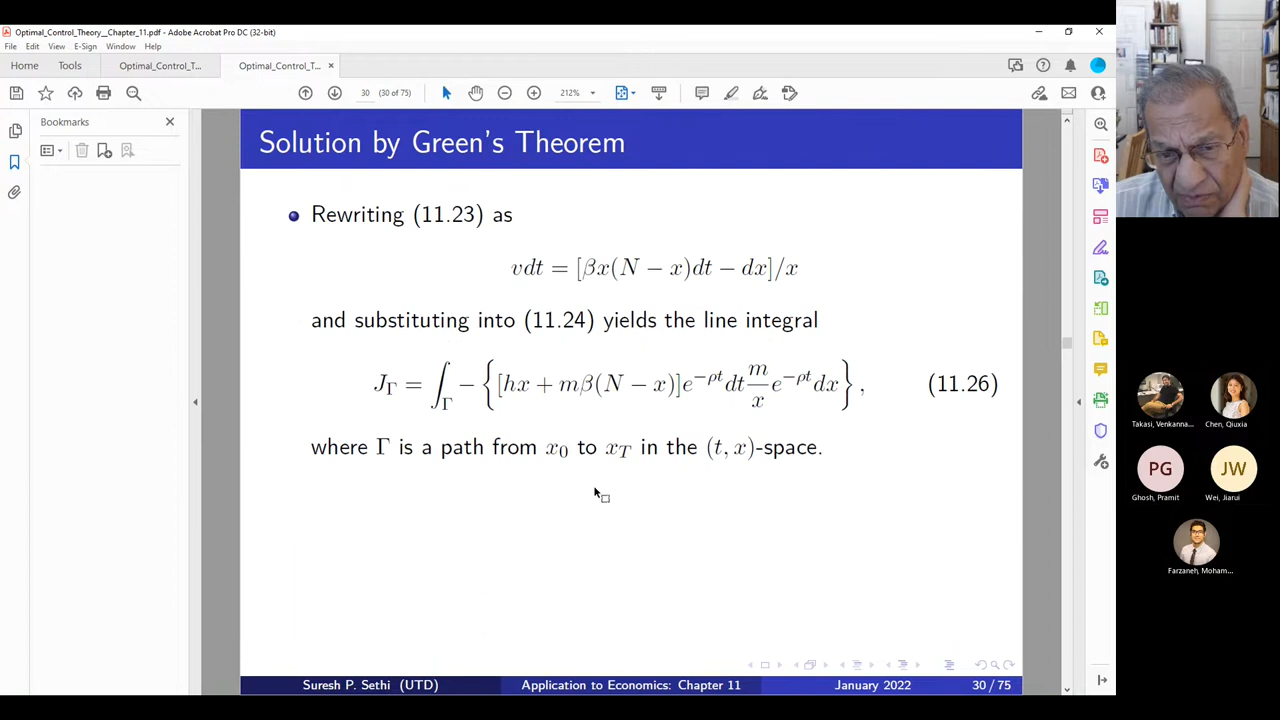 Optimal_Control_Theory__Chapter_11.pdf - Adobe Acrobat Pro DC (32-bit)
File Edit View E-Sign Window Help
Home Tools Optimal_Control_T... Optimal_Control_T... ×
30 (30 of 75) 212%
Bookmarks
Solution by Green's Theorem
Rewriting (11.23) as
vdt = [βx(N − x)dt − dx]/x
and substituting into (11.24) yields the line integral
J_Γ = ∫_Γ − {[hx + mβ(N − x)]e^{−ρt}dt m/x e^{−ρt}dx}, (11.26)
where Γ is a path from x_0 to x_T in the (t, x)-space.
Suresh P. Sethi (UTD) Application to Economics: Chapter 11 January 2022 30 / 75
Takasi, Venkanna... Chen, Qiuxia
PG JW
Ghosh, Pramit Wei, Jiarui
Farzaneh, Moham...